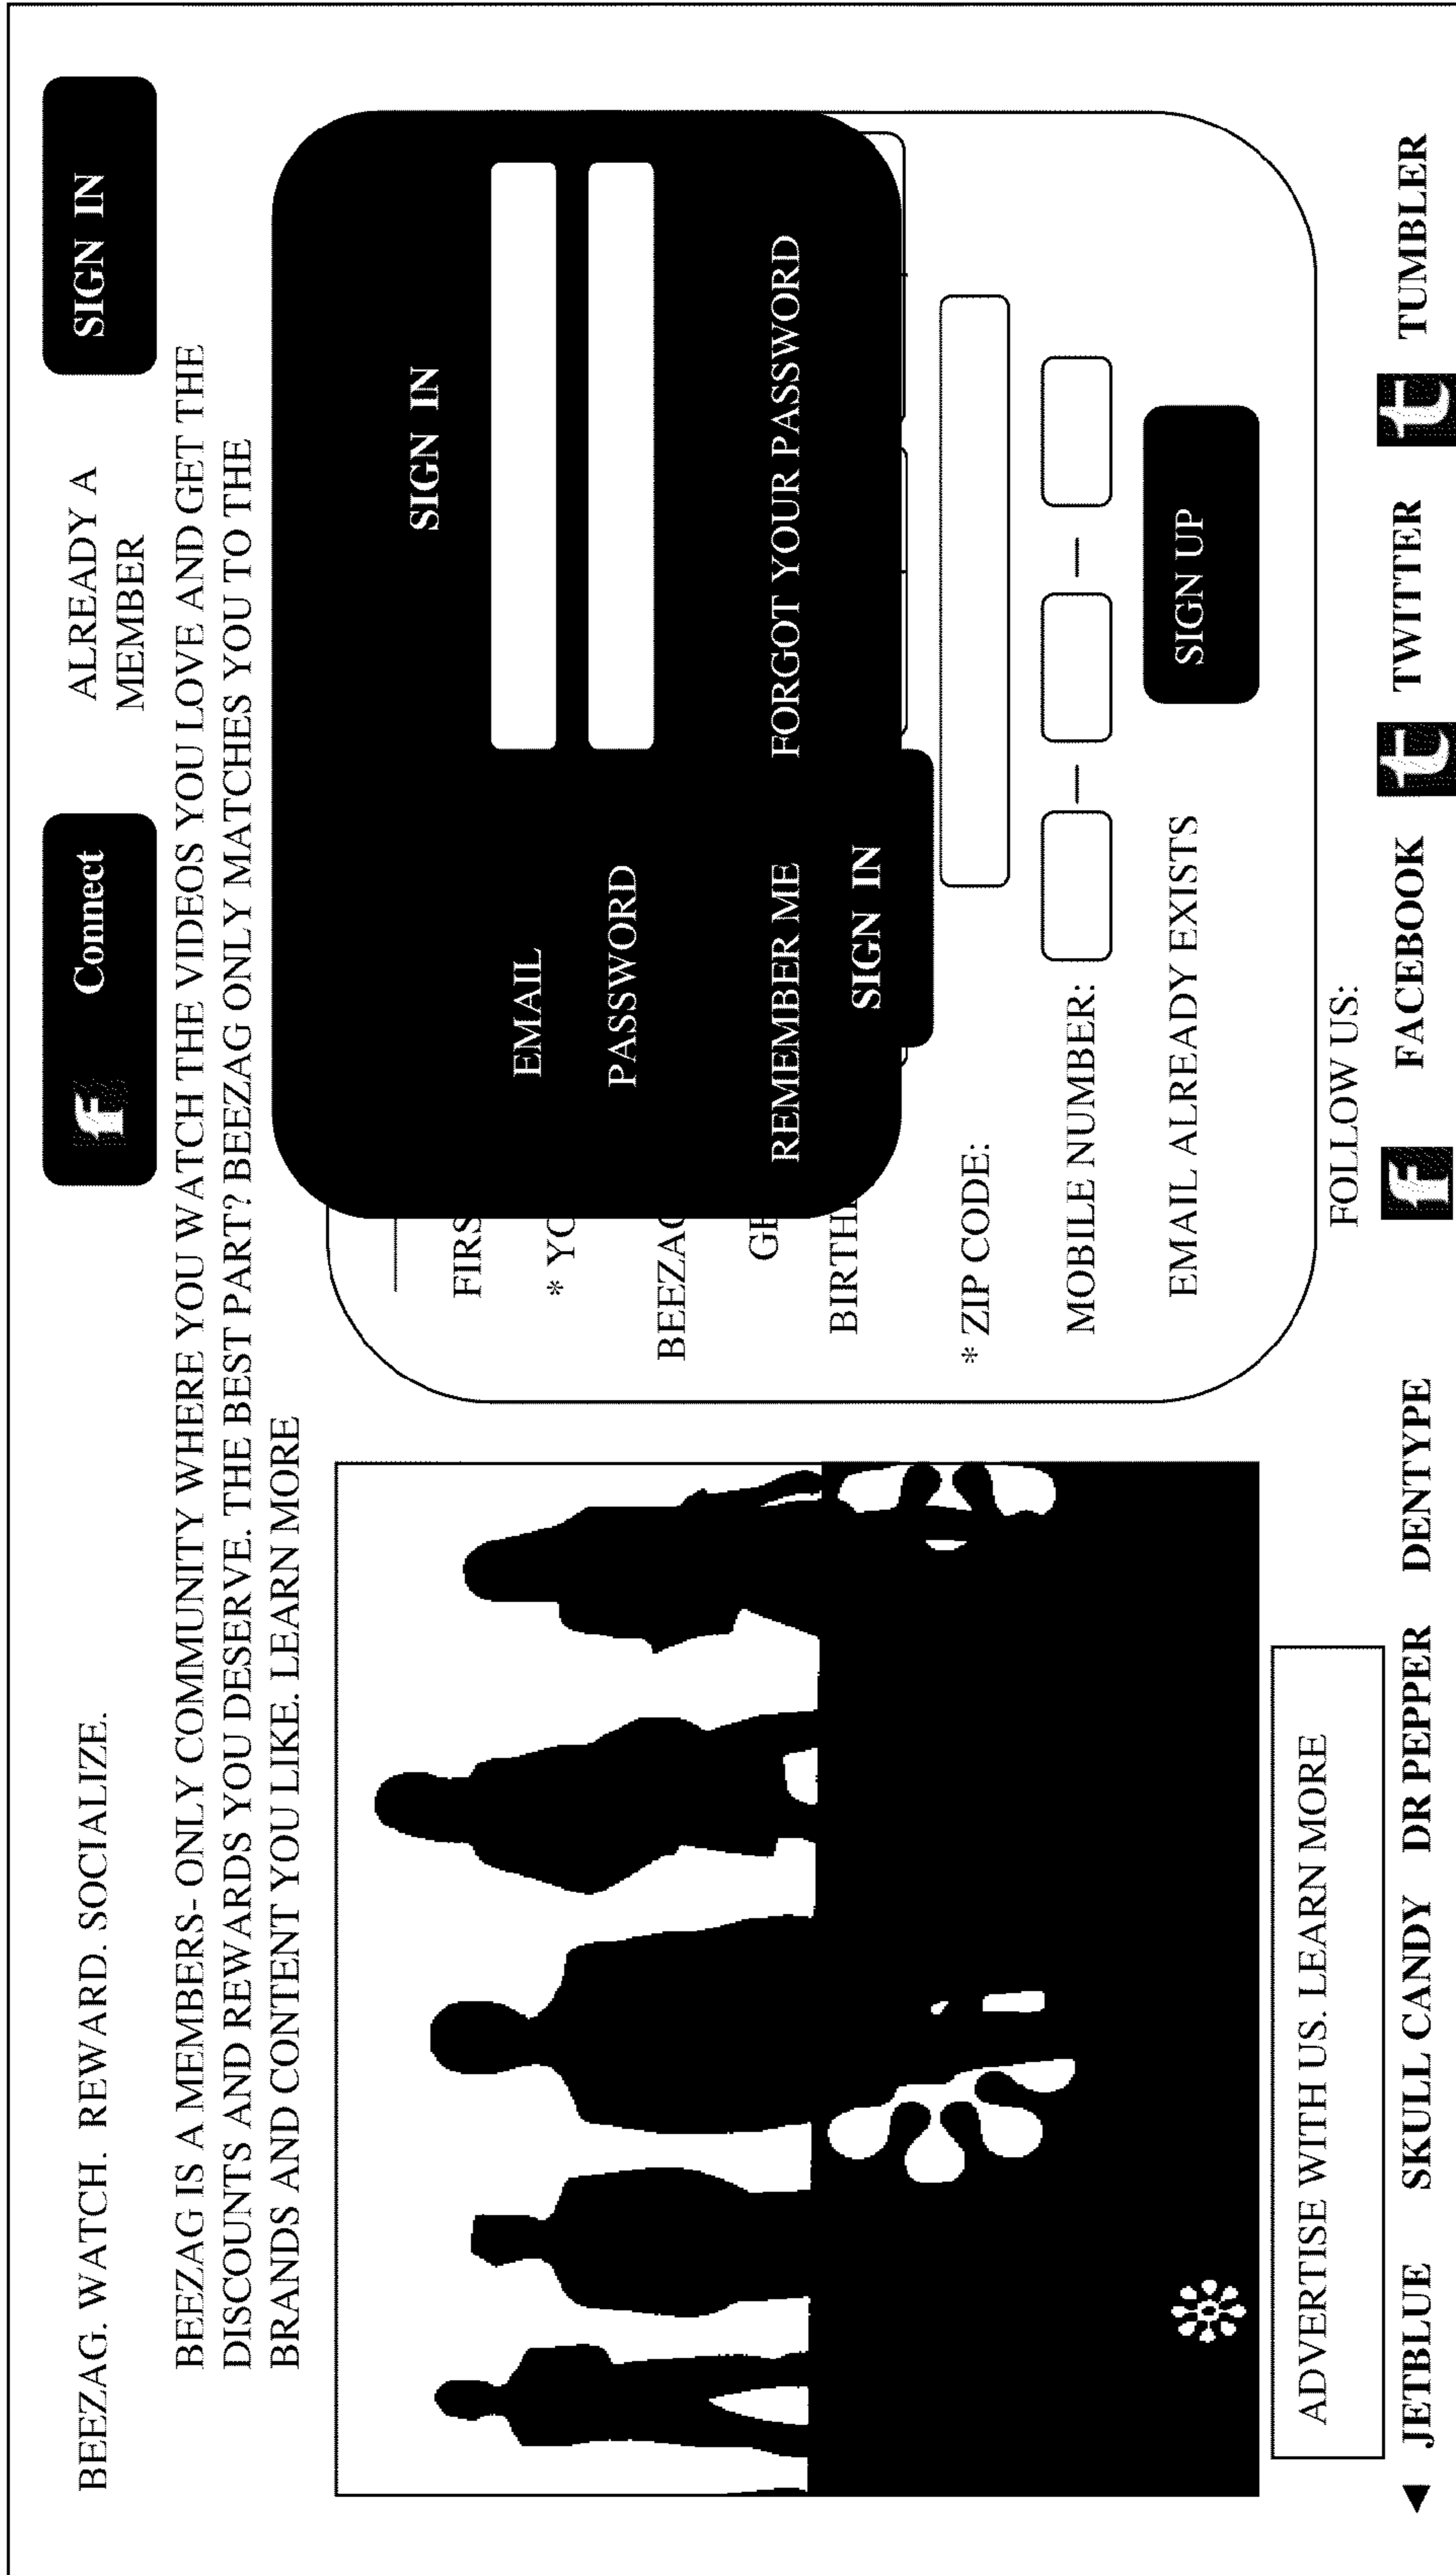 BEEZAG. WATCH. REWARD. SOCIALIZE.
f Connect
ALREADY A
MEMBER
SIGN IN
BEEZAG IS A MEMBERS- ONLY COMMUNITY WHERE YOU WATCH THE VIDEOS YOU LOVE AND GET THE
DISCOUNTS AND REWARDS YOU DESERVE. THE BEST PART? BEEZAG ONLY MATCHES YOU TO THE
BRANDS AND CONTENT YOU LIKE. LEARN MORE
SIGN IN
EMAIL
PASSWORD
REMEMBER ME FORGOT YOUR PASSWORD
SIGN IN
FIRS
* YO
BEEZAG
GE
BIRTH
* ZIP CODE:
MOBILE NUMBER:
EMAIL ALREADY EXISTS
SIGN UP
ADVERTISE WITH US. LEARN MORE
FOLLOW US:
JETBLUE SKULL CANDY DR PEPPER DENTYPE
f FACEBOOK t TWITTER t TUMBLER